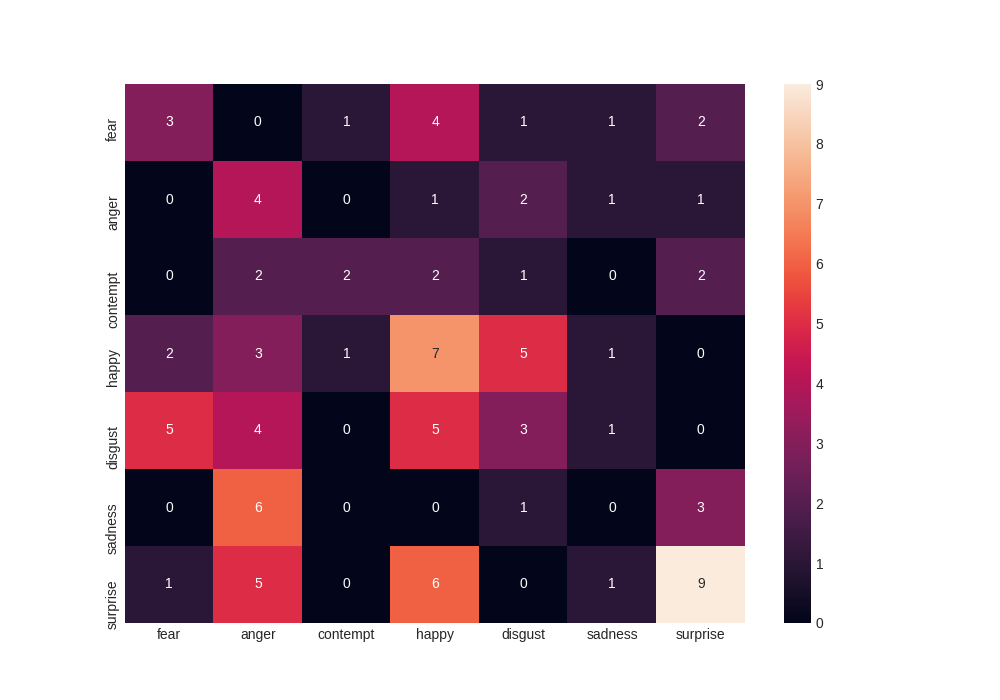 fear 3 0 1 4 1 1 2
anger 0 4 0 1 2 1 1
contempt 0 2 2 2 1 0 2
happy 2 3 1 7 5 1 0
disgust 5 4 0 5 3 1 0
sadness 0 6 0 0 1 0 3
surprise 1 5 0 6 0 1 9
fear anger contempt happy disgust sadness surprise
9
8
7
6
5
4
3
2
1
0